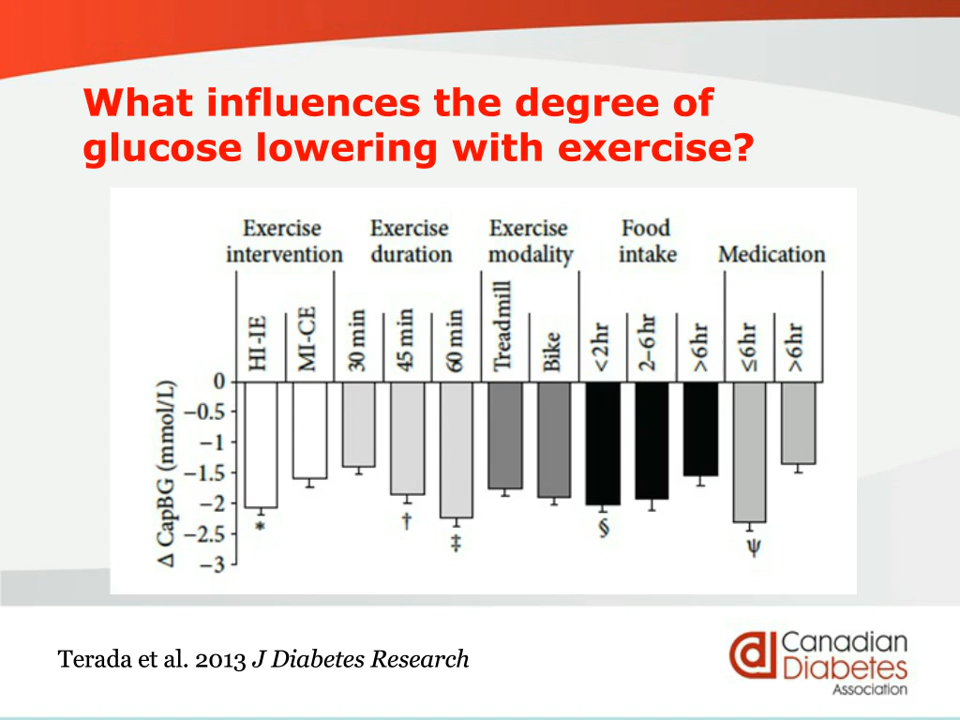 What influences the degree of
glucose lowering with exercise?
Exercise
intervention
Exercise
duration
Exercise
modality
Food
intake
Medication
HI-IE
MI-CE
30 min
45 min
60 min
Treadmill
Bike
<2hr
2–6 hr
>6hr
≤6hr
>6hr
Δ CapBG (mmol/L)
0
−0.5
−1
−1.5
−2
−2.5
−3
*
†
‡
§
ψ
Terada et al. 2013 J Diabetes Research
Canadian
Diabetes
Association